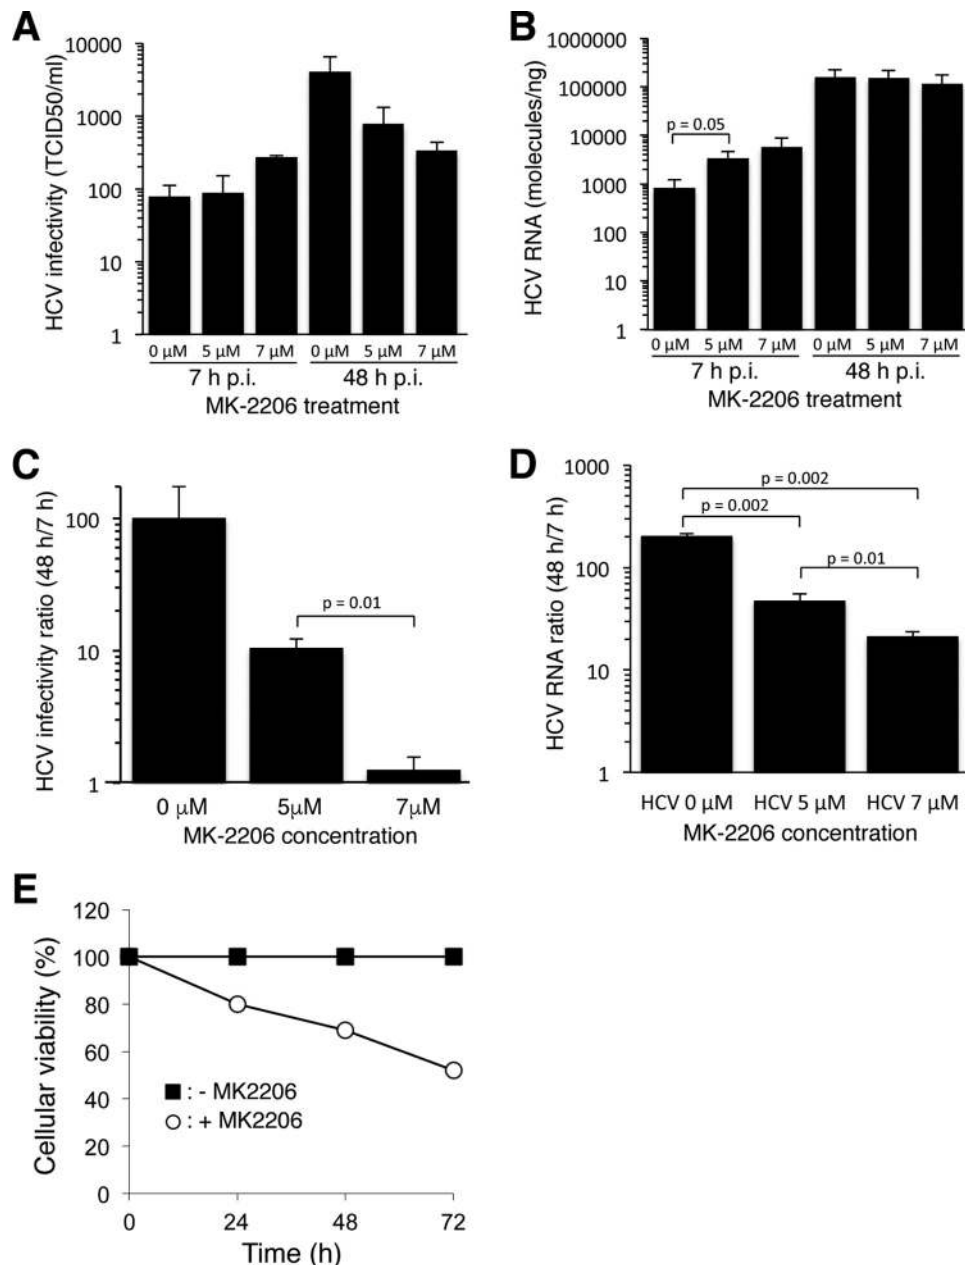 A
HCV infectivity (TCID50/ml)
10000
1000
100
10
1
0 µM 5 µM 7 µM 0 µM 5 µM 7 µM
7 h p.i. 48 h p.i.
MK-2206 treatment
B
HCV RNA (molecules/ng)
1000000
100000
10000
1000
100
10
1
p = 0.05
0 µM 5 µM 7 µM 0 µM 5 µM 7 µM
7 h p.i. 48 h p.i.
MK-2206 treatment
C
HCV infectivity ratio (48 h/7 h)
100
10
1
p = 0.01
0 µM 5µM 7µM
MK-2206 concentration
D
HCV RNA ratio (48 h/7 h)
1000
100
10
1
p = 0.002
p = 0.002
p = 0.01
HCV 0 µM HCV 5 µM HCV 7 µM
MK-2206 concentration
E
Cellular viability (%)
120
100
80
60
40
20
0
: - MK2206
: + MK2206
0 24 48 72
Time (h)